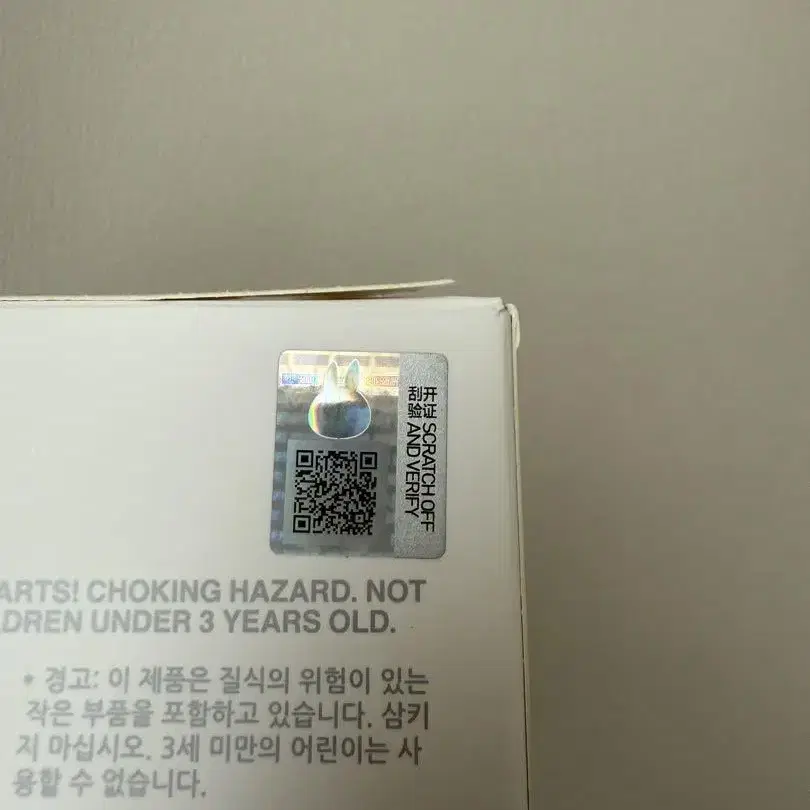 开证 SCRATCH OFF
刮验 AND VERIFY
ARTS! CHOKING HAZARD. NOT
DREN UNDER 3 YEARS OLD.
• 경고: 이 제품은 질식의 위험이 있는
작은 부품을 포함하고 있습니다. 삼키
지 마십시오. 3세 미만의 어린이는 사
용할 수 없습니다.